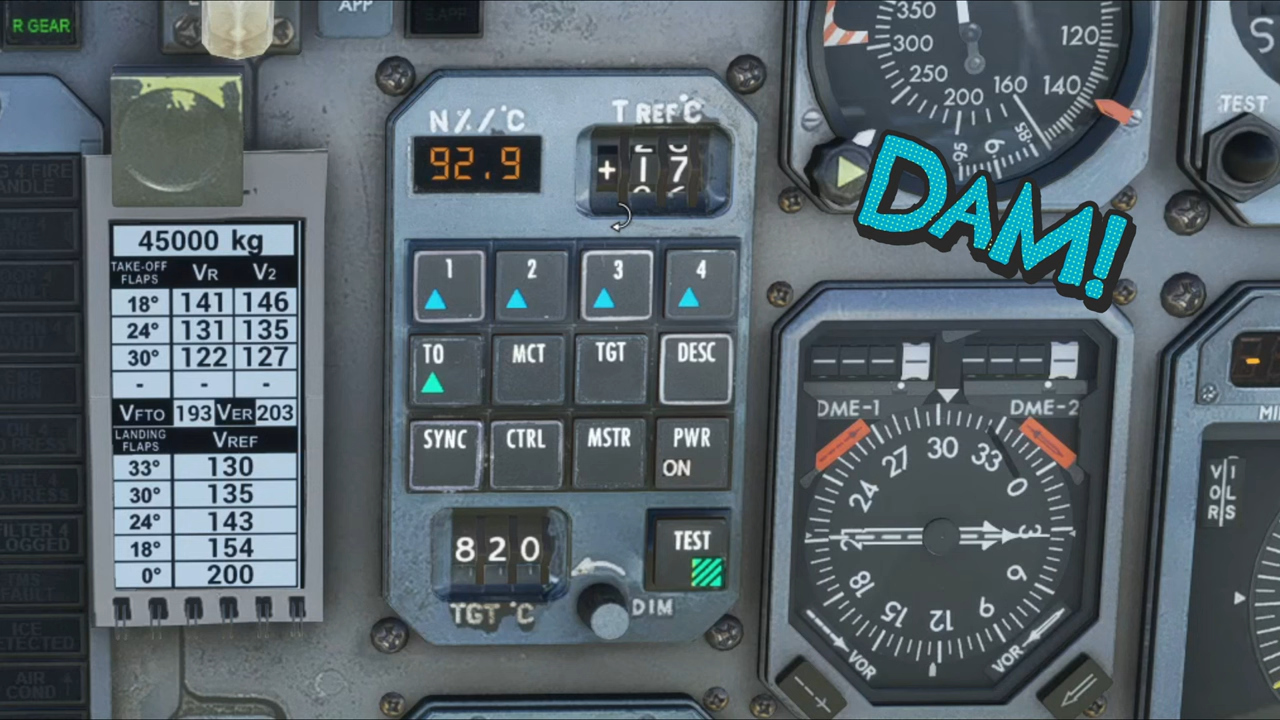 R GEAR
APP
45000 kg
TAKE-OFF FLAPS VR V2
18° 141 146
24° 131 135
30° 122 127
- - -
VFTO 193 VER 203
LANDING FLAPS VREF
33° 130
30° 135
24° 143
18° 154
0° 200
N%/°C T REF°C
92.9 + 17
1 2 3 4
TO MCT TGT DESC
SYNC CTRL MSTR PWR
ON
820 TEST
TGT °C DIM
350
300
250
200
160
140
120
TEST
DAM!
DME-1 DME-2
30 33 0 3 6 9 12 15 18 24 27
VOR VOR
ICE
AIR
COND